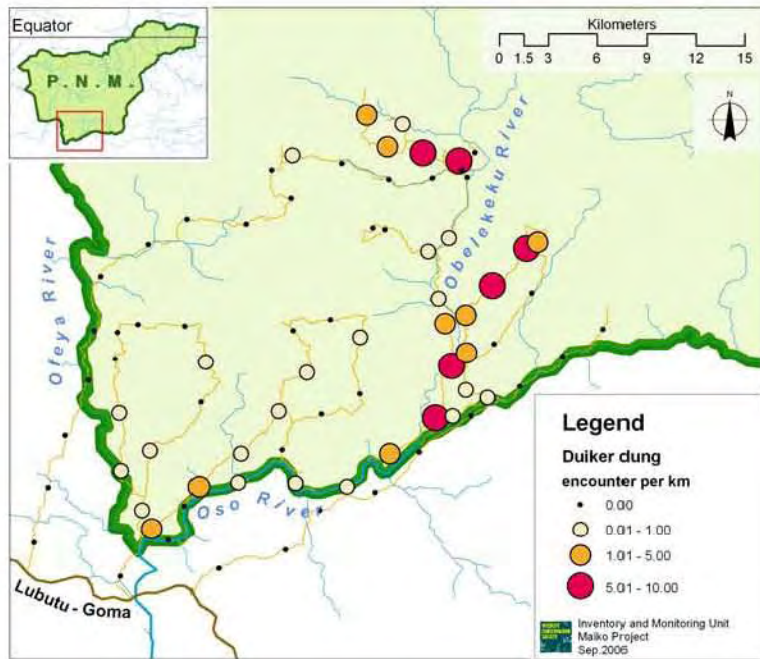 Equator
P.N.M.
Kilometers
0 1.5 3 6 9 12 15
N
Obelekeku River
Ofeya River
Oso River
Lubutu - Goma
Legend
Duiker dung
encounter per km
0.00
0.01 - 1.00
1.01 - 5.00
5.01 - 10.00
Inventory and Monitoring Unit
Maiko Project
Sep.2006